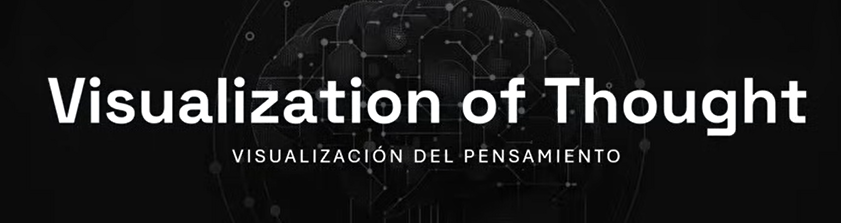 Visualization of Thought
VISUALIZACIÓN DEL PENSAMIENTO